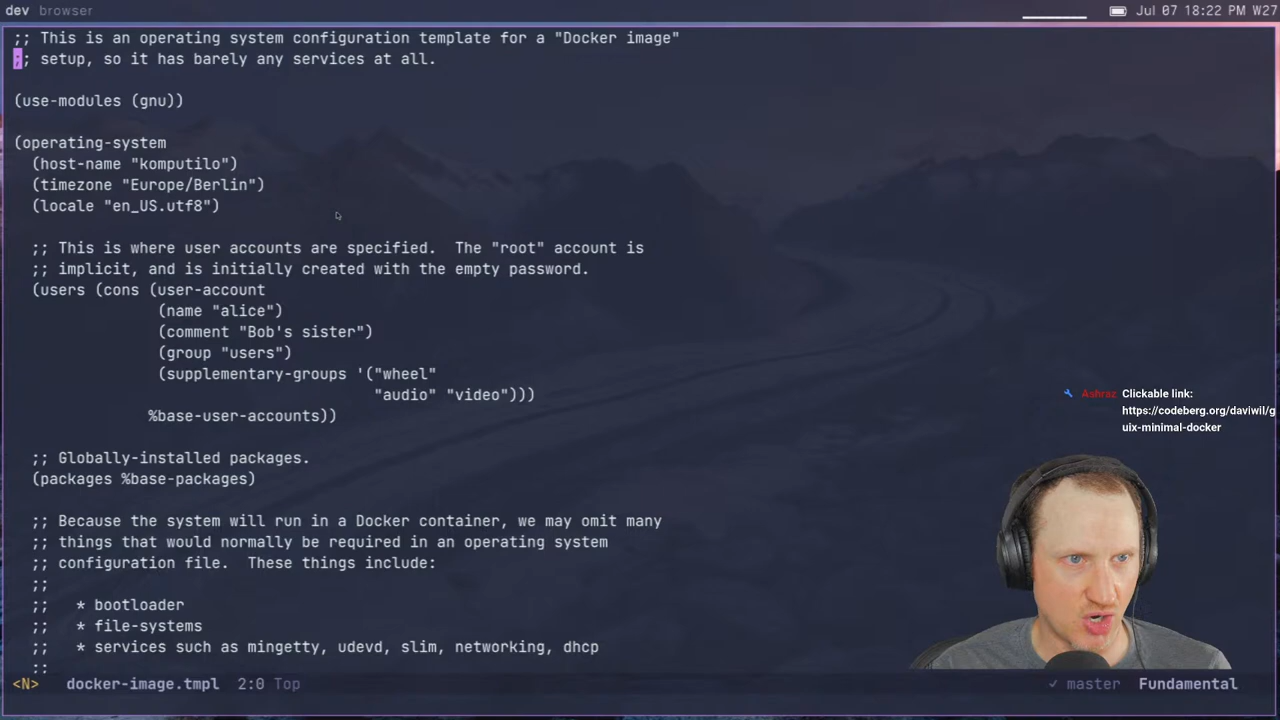 dev browser
Jul 07 18:22 PM W27
;; This is an operating system configuration template for a "Docker image"
;; setup, so it has barely any services at all.
(use-modules (gnu))
(operating-system
(host-name "komputilo")
(timezone "Europe/Berlin")
(locale "en_US.utf8")
;; This is where user accounts are specified.  The "root" account is
;; implicit, and is initially created with the empty password.
(users (cons (user-account
(name "alice")
(comment "Bob's sister")
(group "users")
(supplementary-groups '("wheel"
"audio" "video")))
%base-user-accounts))
;; Globally-installed packages.
(packages %base-packages)
;; Because the system will run in a Docker container, we may omit many
;; things that would normally be required in an operating system
;; configuration file.  These things include:
;;
;;   * bootloader
;;   * file-systems
;;   * services such as mingetty, udevd, slim, networking, dhcp
;;
Ashraz Clickable link:
https://codeberg.org/daviwil/g
uix-minimal-docker
<N> docker-image.tmpl 2:0 Top ✓ master Fundamental